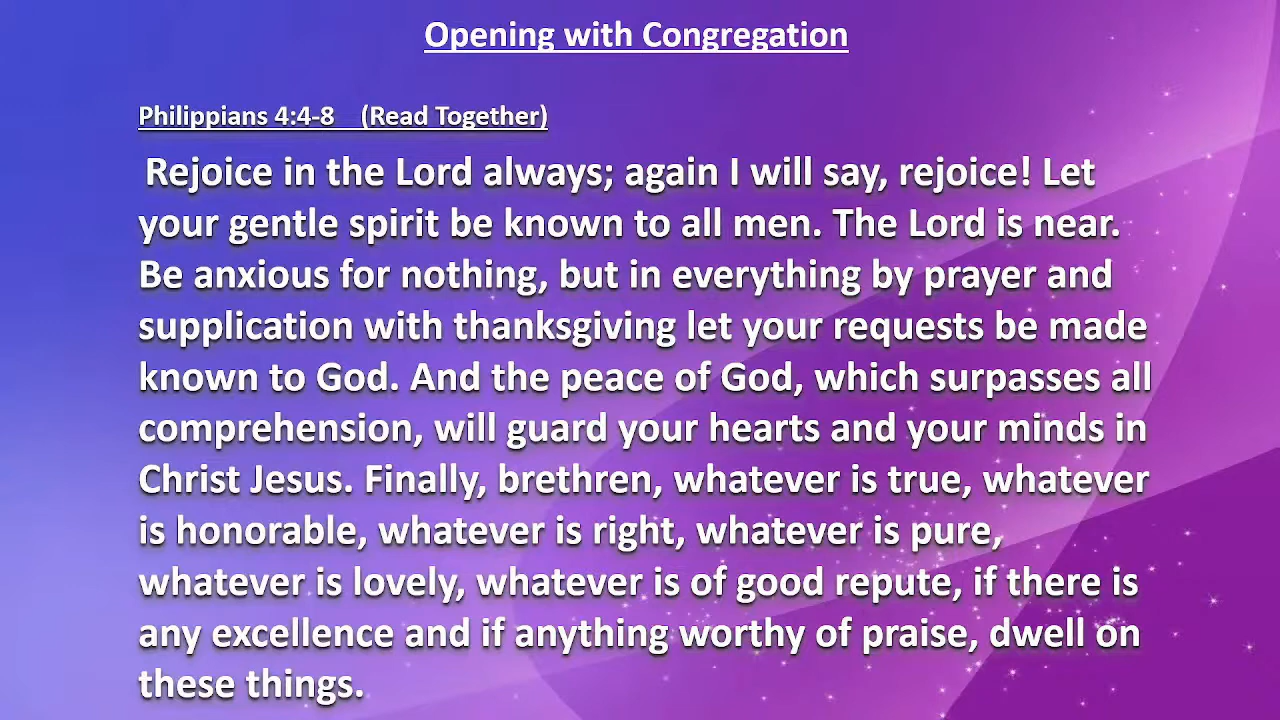 Opening with Congregation
Philippians 4:4-8 (Read Together)
Rejoice in the Lord always; again I will say, rejoice! Let
your gentle spirit be known to all men. The Lord is near.
Be anxious for nothing, but in everything by prayer and
supplication with thanksgiving let your requests be made
known to God. And the peace of God, which surpasses all
comprehension, will guard your hearts and your minds in
Christ Jesus. Finally, brethren, whatever is true, whatever
is honorable, whatever is right, whatever is pure,
whatever is lovely, whatever is of good repute, if there is
any excellence and if anything worthy of praise, dwell on
these things.